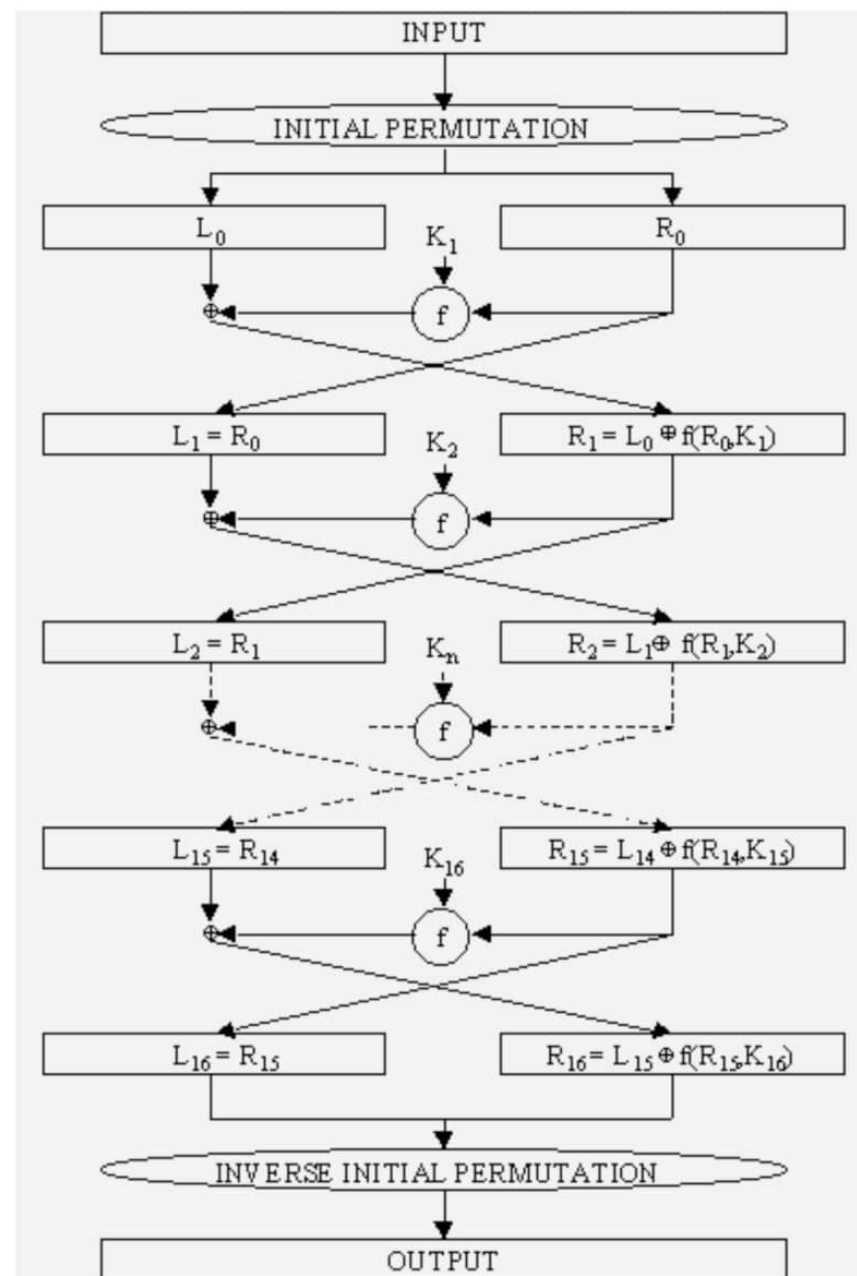 INPUT
INITIAL PERMUTATION
L₀
K₁
R₀
f
⊕
L₁ = R₀
K₂
R₁ = L₀ ⊕ f(R₀,K₁)
f
⊕
L₂ = R₁
Kₙ
R₂ = L₁⊕ f(R₁,K₂)
f
⊕
L₁₅ = R₁₄
K₁₆
R₁₅ = L₁₄ ⊕ f(R₁₄,K₁₅)
f
⊕
L₁₆ = R₁₅
R₁₆ = L₁₅ ⊕ f(R₁₅,K₁₆)
INVERSE INITIAL PERMUTATION
OUTPUT